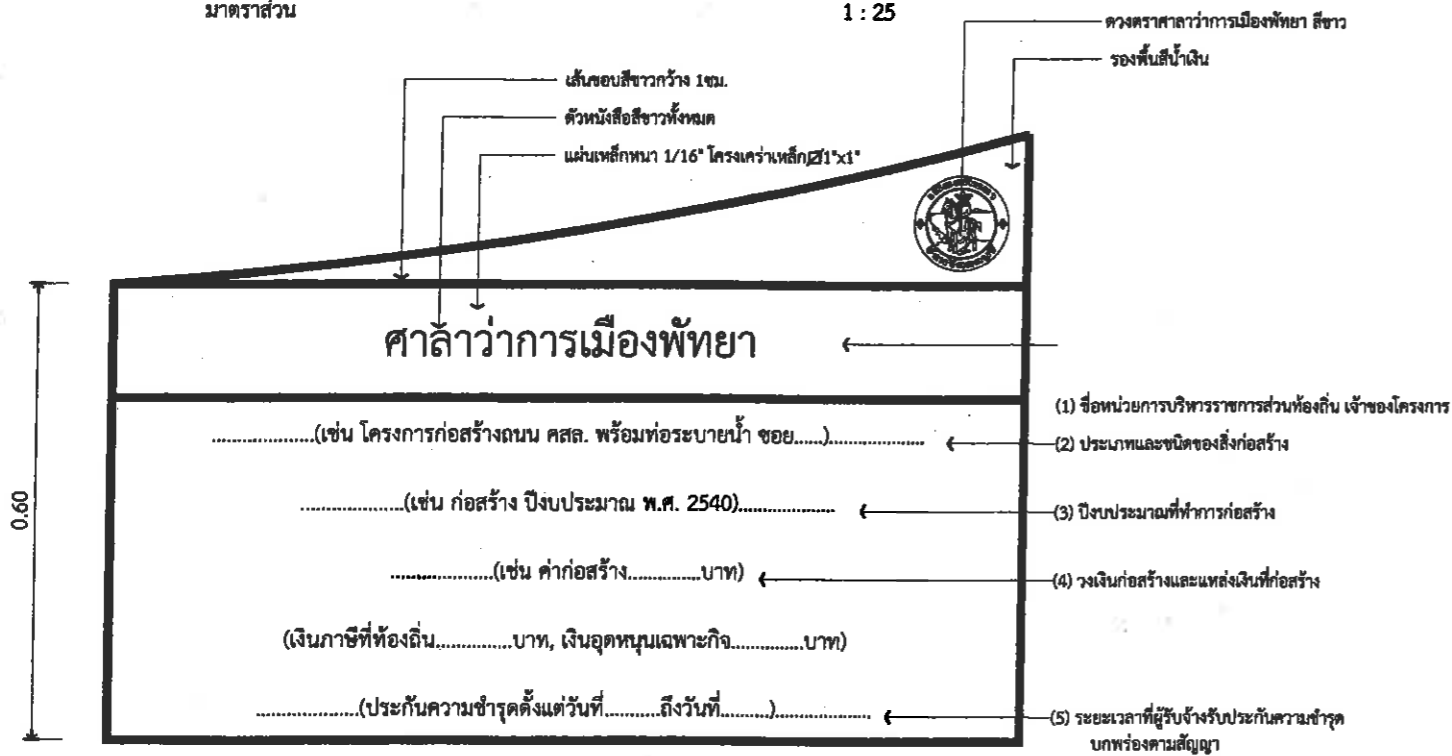 มาตราส่วน 1 : 25
ดวงตราศาลาว่าการเมืองพัทยา สีขาว
รองพื้นสีน้ำเงิน
เส้นขอบสีขาวกว้าง 1ซม.
ตัวหนังสือสีขาวทั้งหมด
แผ่นเหล็กหนา 1/16" โครงเคร่าเหล็ก 1"x1"
ศาลาว่าการเมืองพัทยา
(1) ชื่อหน่วยการบริหารราชการส่วนท้องถิ่น เจ้าของโครงการ
...................(เช่น โครงการก่อสร้างถนน คสล. พร้อมท่อระบายน้ำ ซอย......)..................
(2) ประเภทและชนิดของสิ่งก่อสร้าง
0.60
...................(เช่น ก่อสร้าง ปีงบประมาณ พ.ศ. 2540)..................
(3) ปีงบประมาณที่ทำการก่อสร้าง
...................(เช่น ค่าก่อสร้าง..............บาท)
(4) วงเงินก่อสร้างและแหล่งเงินที่ก่อสร้าง
(เงินภาษีที่ท้องถิ่น..............บาท, เงินอุดหนุนเฉพาะกิจ..............บาท)
...................(ประกันความชำรุดตั้งแต่วันที่..........ถึงวันที่..........)..................
(5) ระยะเวลาที่ผู้รับจ้างรับประกันความชำรุด
บกพร่องตามสัญญา